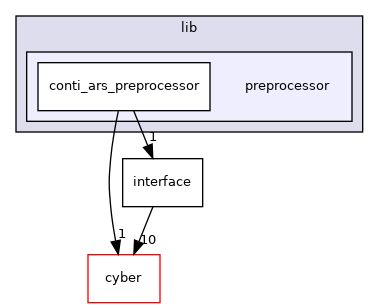 lib
conti_ars_preprocessor preprocessor
1
interface
1 10
cyber